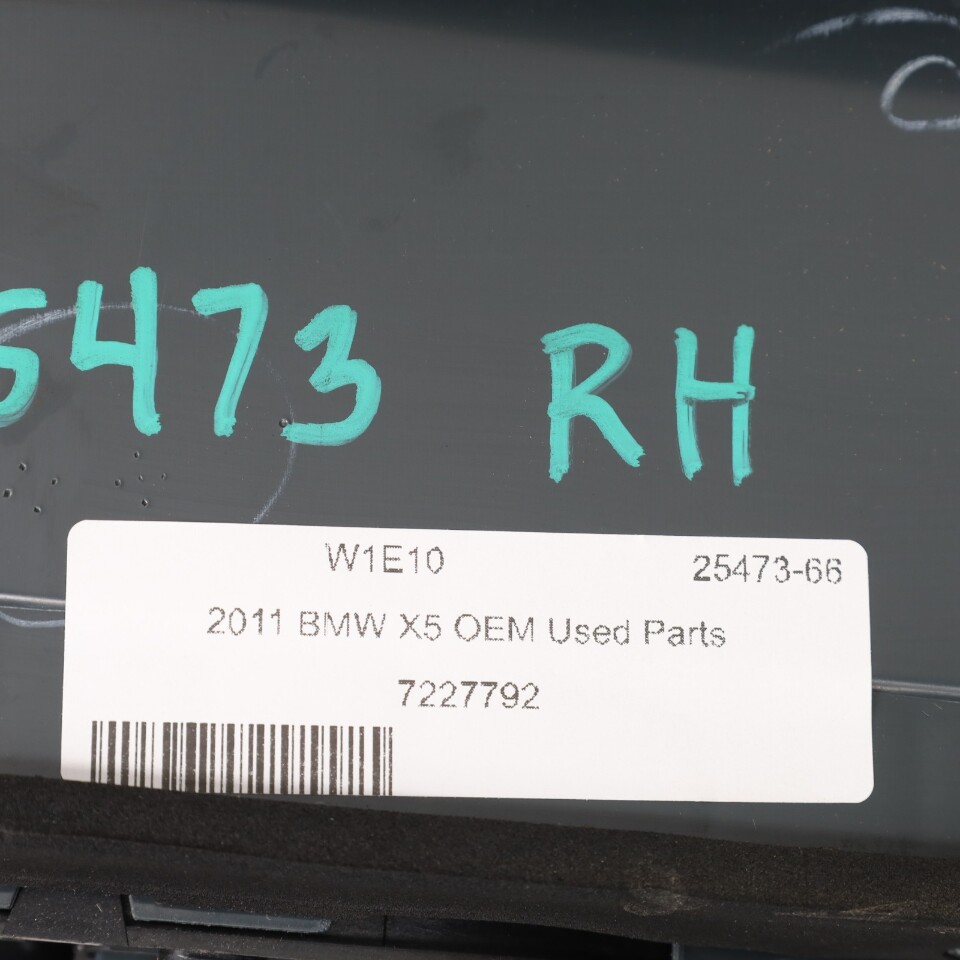 5473 RH
W1E10 25473-66
2011 BMW X5 OEM Used Parts
7227792